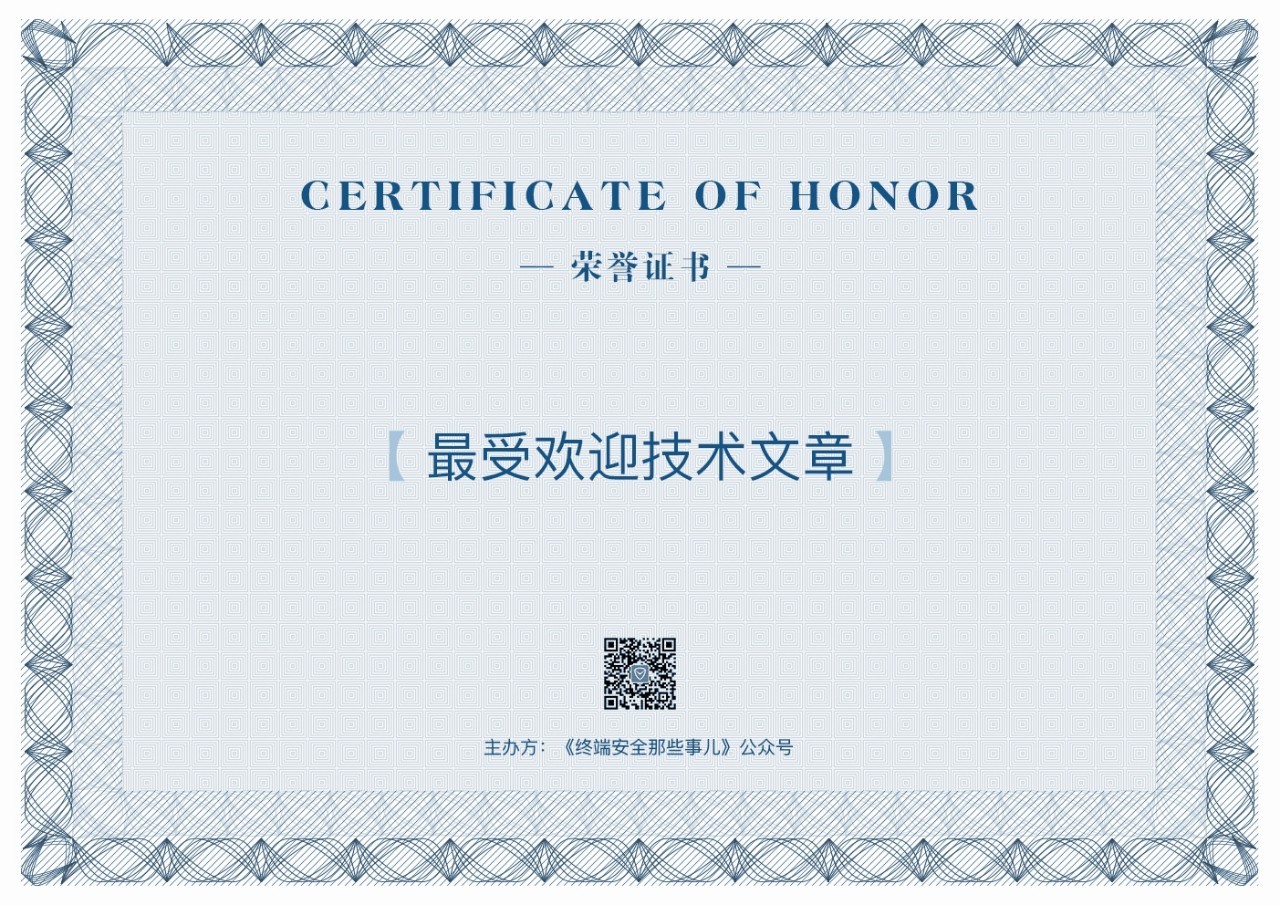 CERTIFICATE OF HONOR
— 荣誉证书 —
【 最受欢迎技术文章 】
主办方：《终端安全那些事儿》公众号